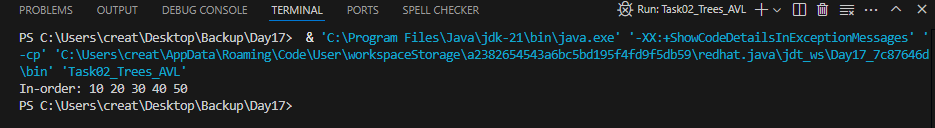 PROBLEMS OUTPUT DEBUG CONSOLE TERMINAL PORTS SPELL CHECKER Run: Task02_Trees_AVL
PS C:\Users\creat\Desktop\Backup\Day17>  & 'C:\Program Files\Java\jdk-21\bin\java.exe' '-XX:+ShowCodeDetailsInExceptionMessages' '
-cp' 'C:\Users\creat\AppData\Roaming\Code\User\workspaceStorage\a2382654543a6bc5bd195f4fd9f5db59\redhat.java\jdt_ws\Day17_7c87646d
\bin' 'Task02_Trees_AVL'
In-order: 10 20 30 40 50
PS C:\Users\creat\Desktop\Backup\Day17>